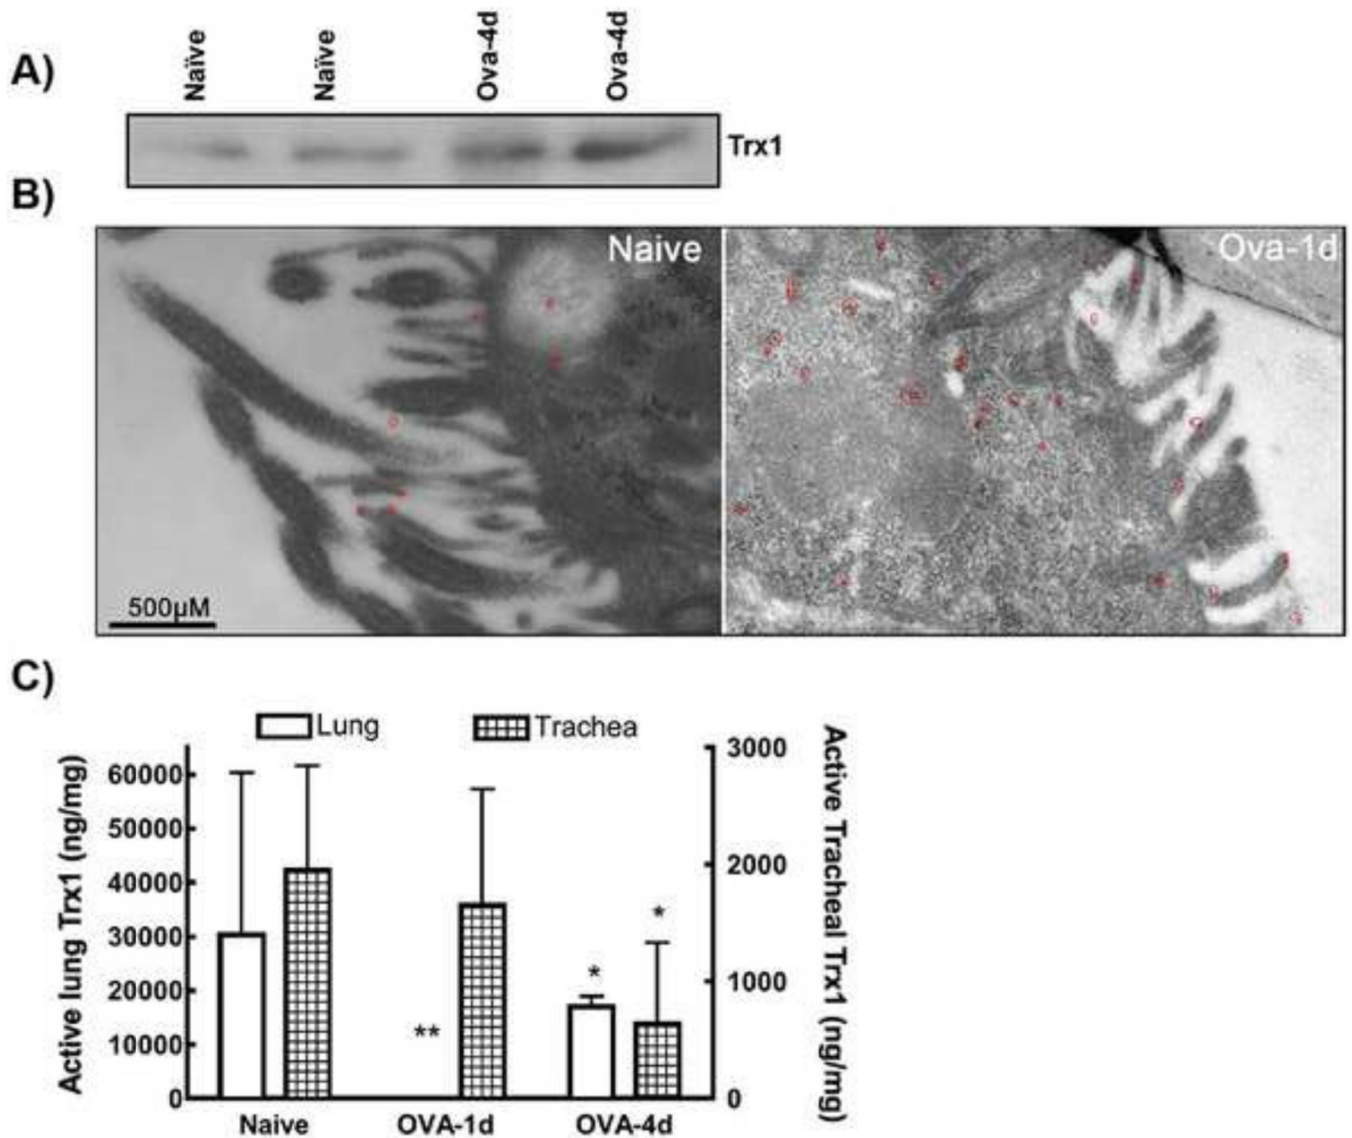 A)
Naïve
Naïve
Ova-4d
Ova-4d
Trx1
B)
Naive
Ova-1d
500µM
C)
Lung
Trachea
Active lung Trx1 (ng/mg)
60000
50000
40000
30000
20000
10000
0
**
*
*
3000
2000
1000
0
Active Tracheal Trx1 (ng/mg)
Naive
OVA-1d
OVA-4d